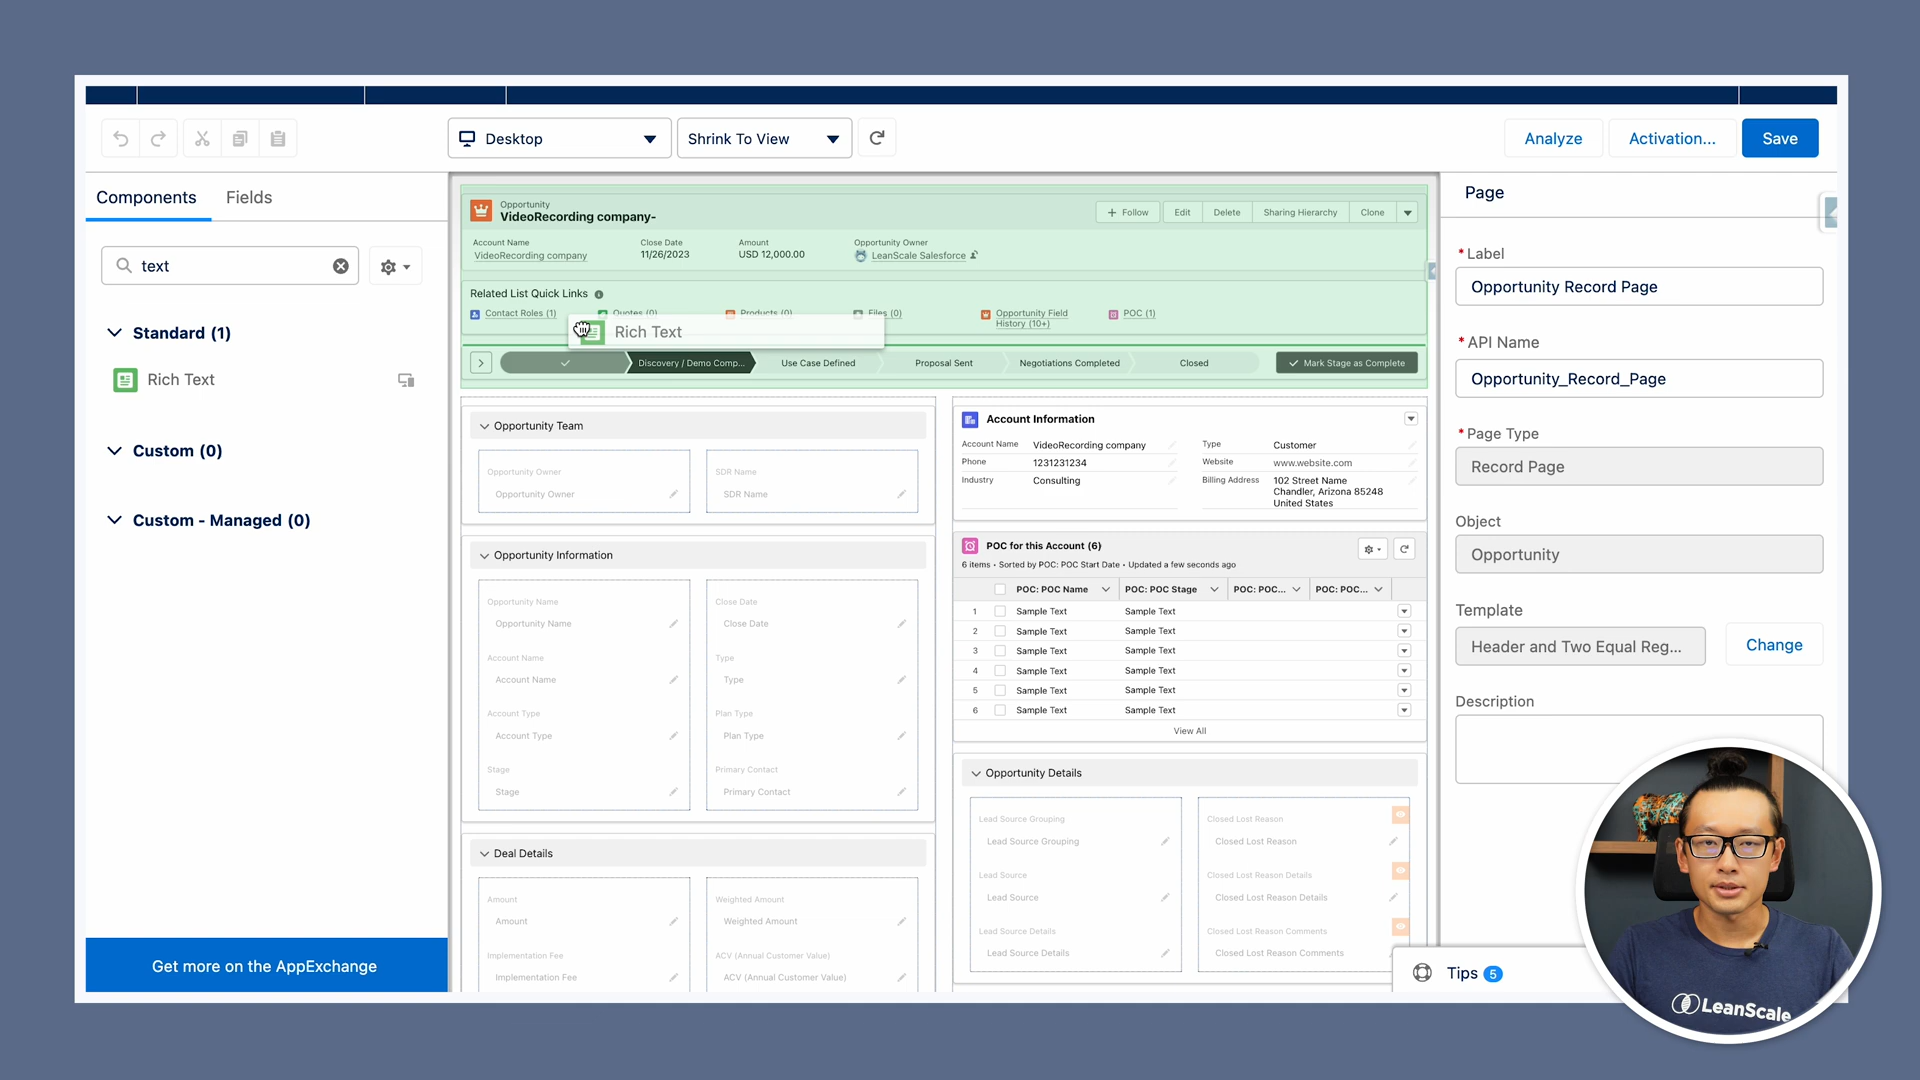 Desktop
Shrink To View
Analyze
Activation...
Save
Components
Fields
text
Standard (1)
Rich Text
Custom (0)
Custom - Managed (0)
Get more on the AppExchange
Opportunity
VideoRecording company-
Follow
Edit
Delete
Sharing Hierarchy
Clone
Account Name
VideoRecording company
Close Date
11/26/2023
Amount
USD 12,000.00
Opportunity Owner
LeanScale Salesforce
Related List Quick Links
Contact Roles (1)
Quotes (0)
Products (0)
Files (0)
Opportunity Field
History (10+)
POC (1)
Rich Text
Discovery / Demo Comp...
Use Case Defined
Proposal Sent
Negotiations Completed
Closed
Mark Stage as Complete
Opportunity Team
Opportunity Owner
Opportunity Owner
SDR Name
SDR Name
Opportunity Information
Opportunity Name
Opportunity Name
Close Date
Close Date
Account Name
Account Name
Type
Type
Account Type
Account Type
Plan Type
Plan Type
Stage
Stage
Primary Contact
Primary Contact
Deal Details
Amount
Amount
Weighted Amount
Weighted Amount
Implementation Fee
Implementation Fee
ACV (Annual Customer Value)
ACV (Annual Customer Value)
Account Information
Account Name
VideoRecording company
Type
Customer
Phone
1231231234
Website
www.website.com
Industry
Consulting
Billing Address
102 Street Name
Chandler, Arizona 85248
United States
POC for this Account (6)
6 items • Sorted by POC: POC Start Date • Updated a few seconds ago
POC: POC Name
POC: POC Stage
POC: POC...
POC: POC...
1 Sample Text Sample Text
2 Sample Text Sample Text
3 Sample Text Sample Text
4 Sample Text Sample Text
5 Sample Text Sample Text
6 Sample Text Sample Text
View All
Opportunity Details
Lead Source Grouping
Lead Source Grouping
Closed Lost Reason
Closed Lost Reason
Lead Source
Lead Source
Closed Lost Reason Details
Closed Lost Reason Details
Lead Source Details
Lead Source Details
Closed Lost Reason Comments
Closed Lost Reason Comments
Page
* Label
Opportunity Record Page
* API Name
Opportunity_Record_Page
* Page Type
Record Page
Object
Opportunity
Template
Header and Two Equal Reg...
Change
Description
Tips 5
LeanScale